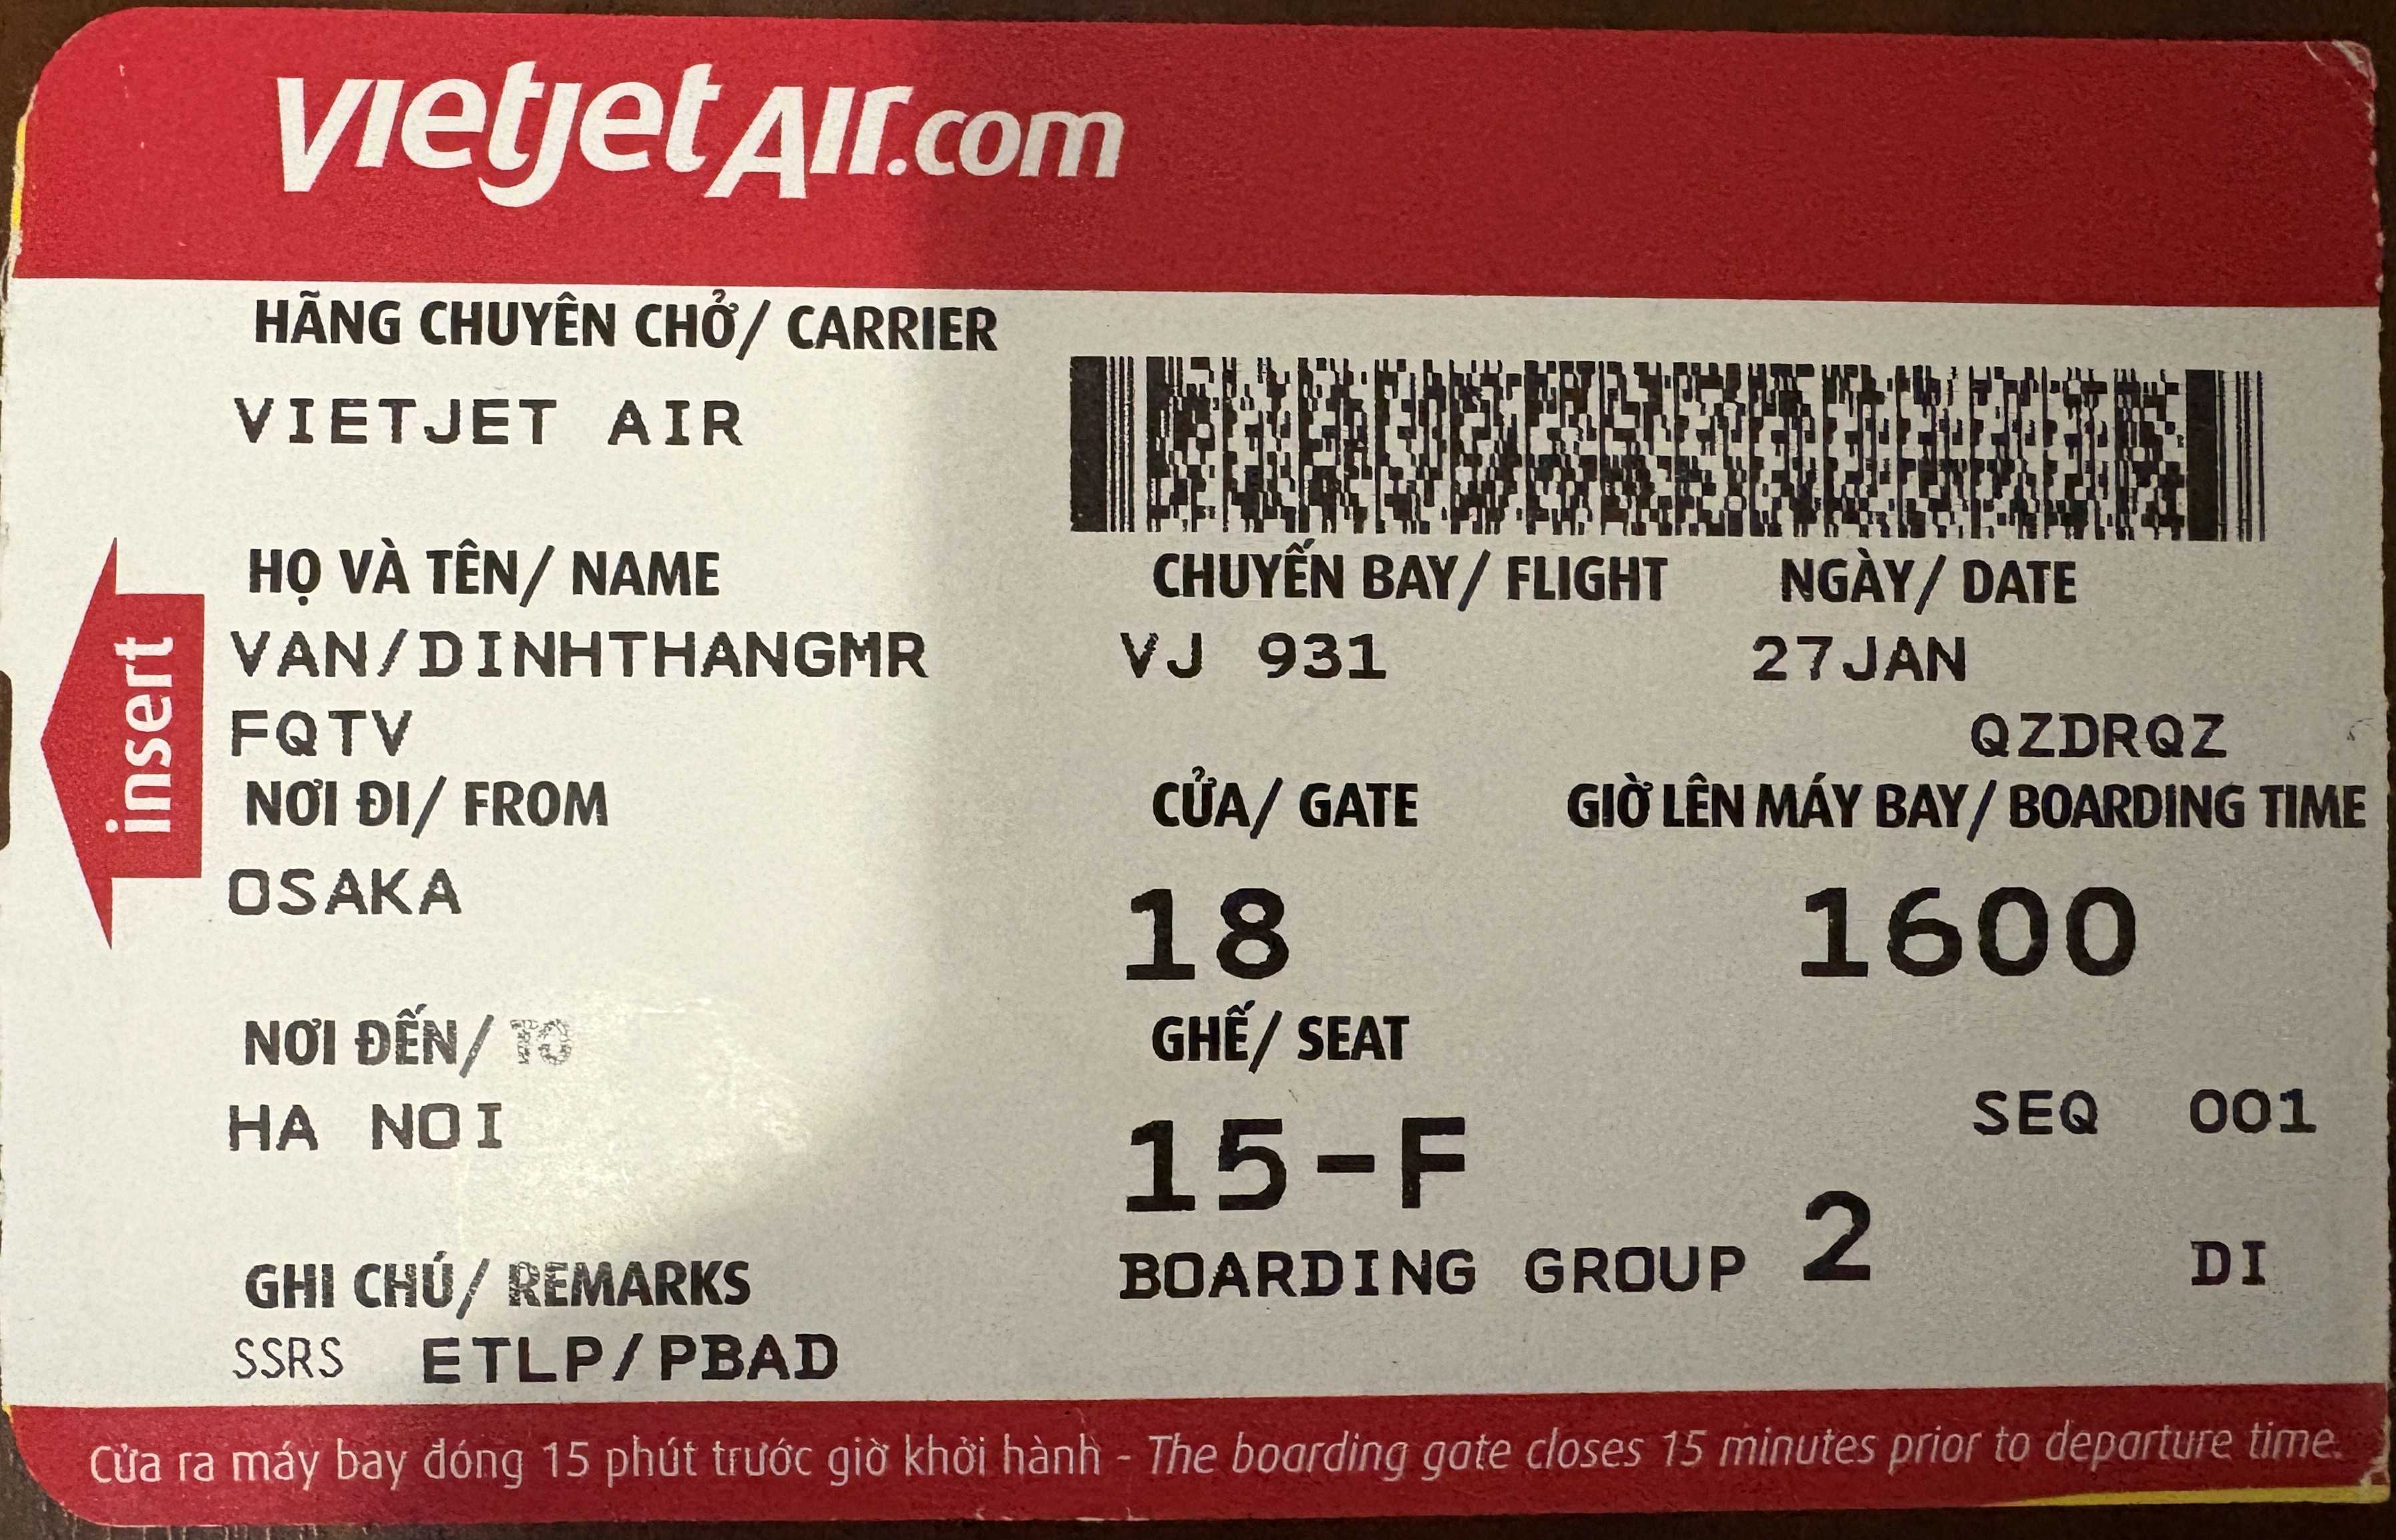 vietjetAir.com
HÃNG CHUYÊN CHỞ/ CARRIER
VIETJET AIR
HỌ VÀ TÊN/ NAME
VAN/DINHTHANGMR
FQTV
NƠI ĐI/ FROM
OSAKA
NƠI ĐẾN/ TO
HA NOI
GHI CHÚ/ REMARKS
SSRS ETLP/PBAD
insert
CHUYẾN BAY/ FLIGHT NGÀY/ DATE
VJ 931 27JAN
QZDRQZ
CỬA/ GATE GIỜ LÊN MÁY BAY/ BOARDING TIME
18 1600
GHẾ/ SEAT
15-F SEQ 001
BOARDING GROUP 2 DI
Cửa ra máy bay đóng 15 phút trước giờ khởi hành - The boarding gate closes 15 minutes prior to departure time.